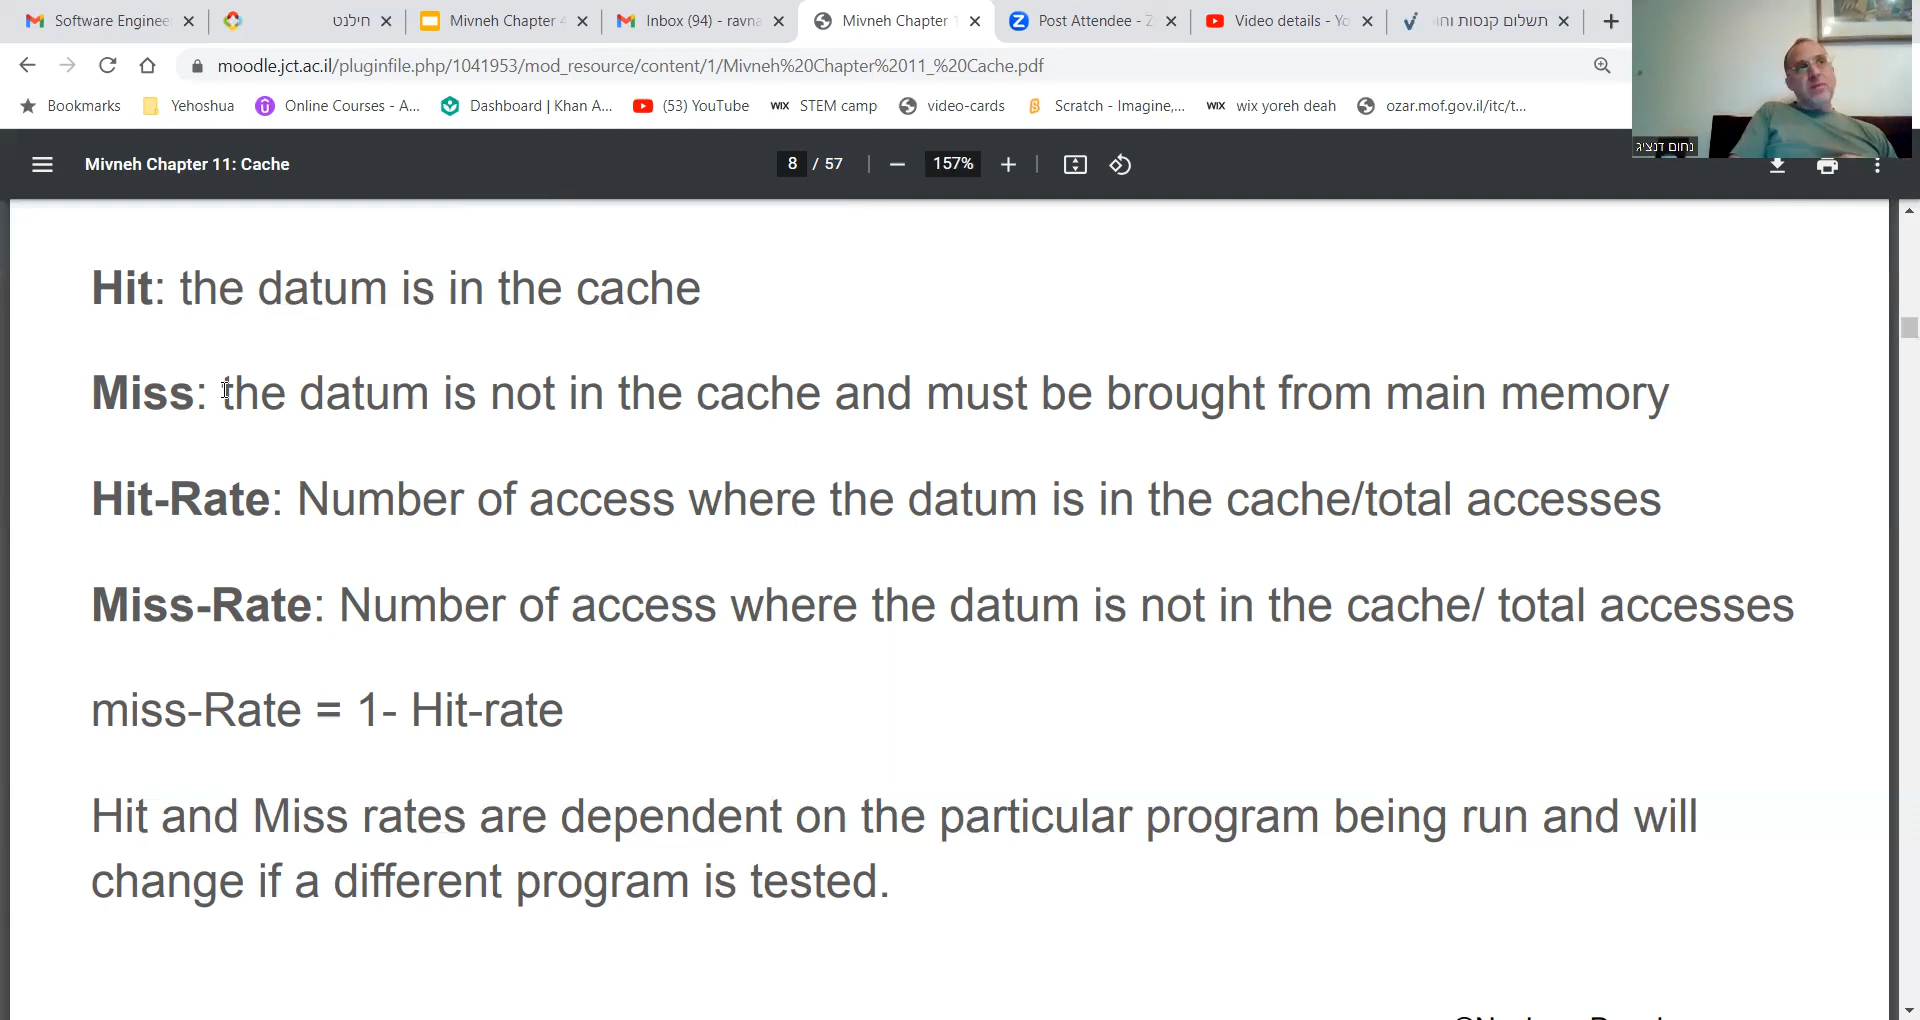 Software Enginee
חילנט
Mivneh Chapter
Inbox (94) - ravna
Mivneh Chapter
Post Attendee - Z
Video details - Yo
תשלום קנסות וחו
moodle.jct.ac.il/pluginfile.php/1041953/mod_resource/content/1/Mivneh%20Chapter%2011_%20Cache.pdf
Bookmarks
Yehoshua
Online Courses - A...
Dashboard | Khan A...
(53) YouTube
WIX STEM camp
video-cards
Scratch - Imagine,...
WIX wix yoreh deah
ozar.mof.gov.il/itc/t...
נחום דנציג
Mivneh Chapter 11: Cache
8 / 57
157%
Hit: the datum is in the cache
Miss: the datum is not in the cache and must be brought from main memory
Hit-Rate: Number of access where the datum is in the cache/total accesses
Miss-Rate: Number of access where the datum is not in the cache/ total accesses
miss-Rate = 1- Hit-rate
Hit and Miss rates are dependent on the particular program being run and will
change if a different program is tested.